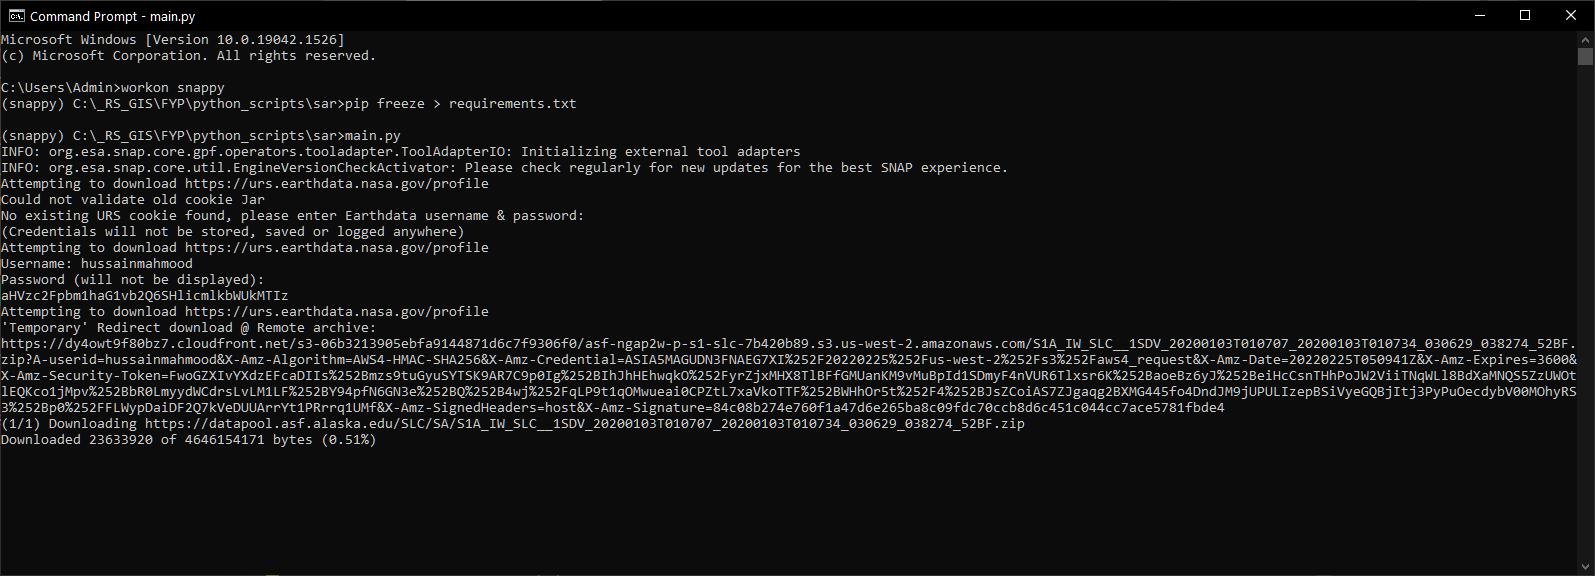 Command Prompt - main.py
Microsoft Windows [Version 10.0.19042.1526]
(c) Microsoft Corporation. All rights reserved.
C:\Users\Admin>workon snappy
(snappy) C:\_RS_GIS\FYP\python_scripts\sar>pip freeze > requirements.txt
(snappy) C:\_RS_GIS\FYP\python_scripts\sar>main.py
INFO: org.esa.snap.core.gpf.operators.tooladapter.ToolAdapterIO: Initializing external tool adapters
INFO: org.esa.snap.core.util.EngineVersionCheckActivator: Please check regularly for new updates for the best SNAP experience.
Attempting to download https://urs.earthdata.nasa.gov/profile
Could not validate old cookie Jar
No existing URS cookie found, please enter Earthdata username & password:
(Credentials will not be stored, saved or logged anywhere)
Attempting to download https://urs.earthdata.nasa.gov/profile
Username: hussainmahmood
Password (will not be displayed):
aHVzc2Fpbm1haG1vb2Q6SHlicmlkbWUkMTIz
Attempting to download https://urs.earthdata.nasa.gov/profile
'Temporary' Redirect download @ Remote archive:
https://dy4owt9f80bz7.cloudfront.net/s3-06b3213905ebfa9144871d6c7f9306f0/asf-ngap2w-p-s1-slc-7b420b89.s3.us-west-2.amazonaws.com/S1A_IW_SLC__1SDV_20200103T010707_20200103T010734_030629_038274_52BF.
zip?A-userid=hussainmahmood&X-Amz-Algorithm=AWS4-HMAC-SHA256&X-Amz-Credential=ASIA5MAGUDN3FNAEG7XI%252F20220225%252Fus-west-2%252Fs3%252Faws4_request&X-Amz-Date=20220225T050941Z&X-Amz-Expires=3600&
X-Amz-Security-Token=FwoGZXIvYXdzEFcaDIIs%252Bmzs9tuGyuSYTSK9AR7C9p0Ig%252BIhJhHEhwqkO%252FyrZjxMHX8TlBFfGMUanKM9vMuBpId1SDmyF4nVUR6Tlxsr6K%252BaoeBz6yJ%252BeiHcCsnTHhPoJW2ViiTNqWLl8BdXaMNQS5ZzUWOt
lEQKco1jMpv%252BbR0LmyydWCdrsLvLM1LF%252BY94pfN6GN3e%252BQ%252B4wj%252FqLP9t1qOMwueai0CPZtL7xaVkoTTF%252BWHhOr5t%252F4%252BJsZCoiAS7ZJgaqg2BXMG445fo4DndJM9jUPULIzepBSiVyeGQBjItj3PyPuOecdybV00MOhyRS
3%252Bp0%252FFLWypDaiDF2Q7kVeDUUArrYt1PRrrq1UMf&X-Amz-SignedHeaders=host&X-Amz-Signature=84c08b274e760f1a47d6e265ba8c09fdc70ccb8d6c451c044cc7ace5781fbde4
(1/1) Downloading https://datapool.asf.alaska.edu/SLC/SA/S1A_IW_SLC__1SDV_20200103T010707_20200103T010734_030629_038274_52BF.zip
Downloaded 23633920 of 4646154171 bytes (0.51%)